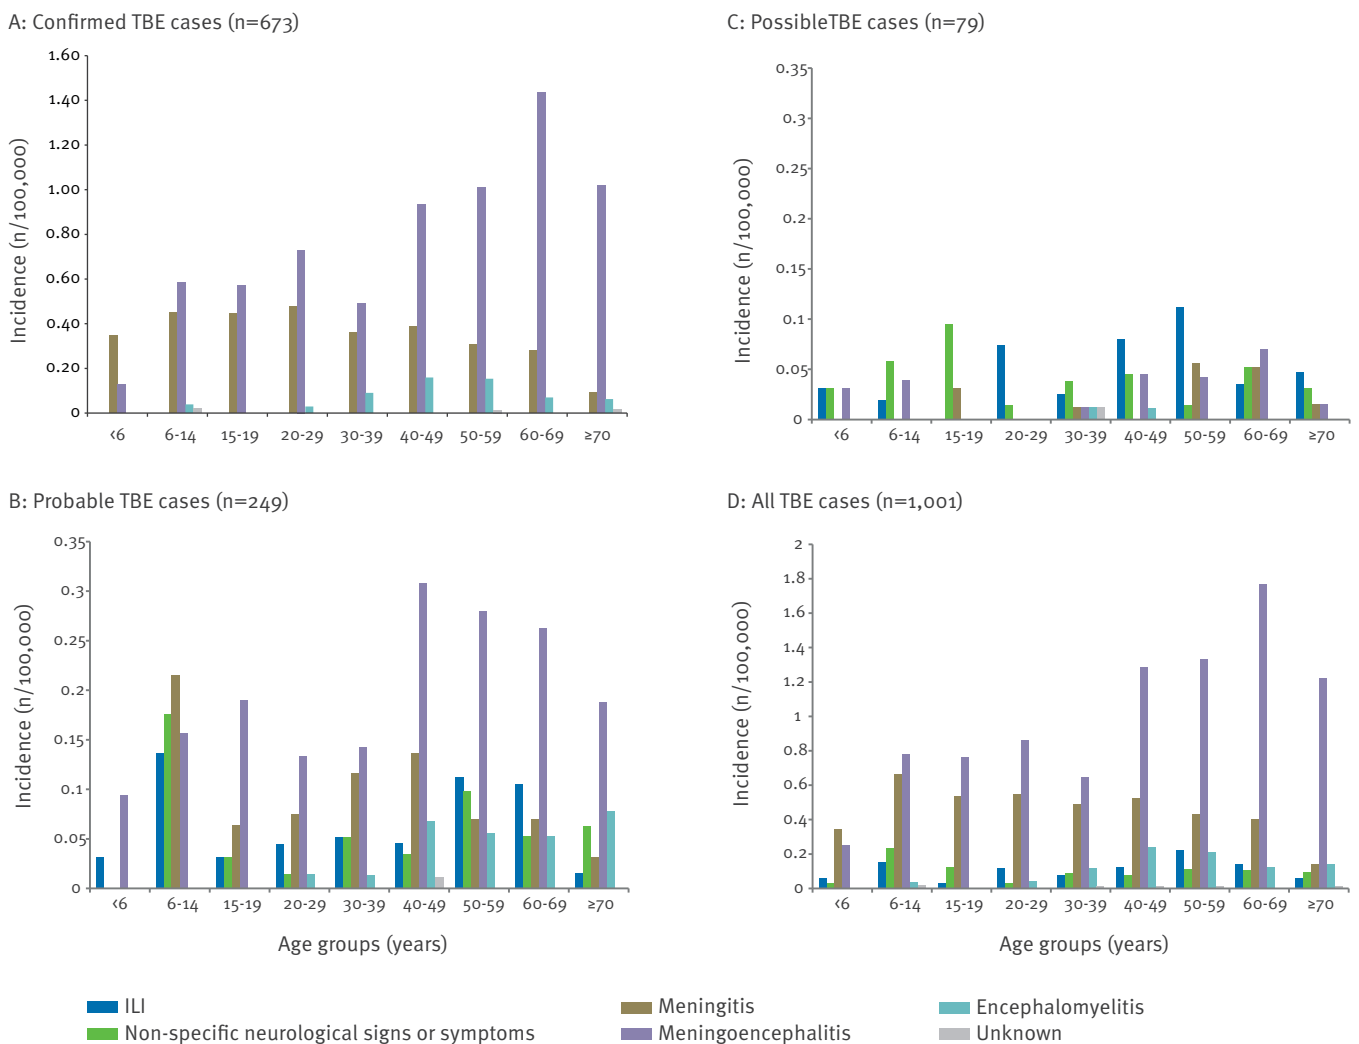 A: Confirmed TBE cases (n=673)
Incidence (n/100,000)
1.60
1.40
1.20
1.00
0.80
0.60
0.40
0.20
0
<6 6-14 15-19 20-29 30-39 40-49 50-59 60-69 ≥70
C: PossibleTBE cases (n=79)
Incidence (n/100,000)
0.35
0.3
0.25
0.2
0.15
0.1
0.05
0
<6 6-14 15-19 20-29 30-39 40-49 50-59 60-69 ≥70
B: Probable TBE cases (n=249)
Incidence (n/100,000)
0.35
0.3
0.25
0.2
0.15
0.1
0.05
0
<6 6-14 15-19 20-29 30-39 40-49 50-59 60-69 ≥70
Age groups (years)
D: All TBE cases (n=1,001)
Incidence (n/100,000)
2
1.8
1.6
1.4
1.2
1
0.8
0.6
0.4
0.2
0
<6 6-14 15-19 20-29 30-39 40-49 50-59 60-69 ≥70
Age groups (years)
ILI
Non-specific neurological signs or symptoms
Meningitis
Meningoencephalitis
Encephalomyelitis
Unknown